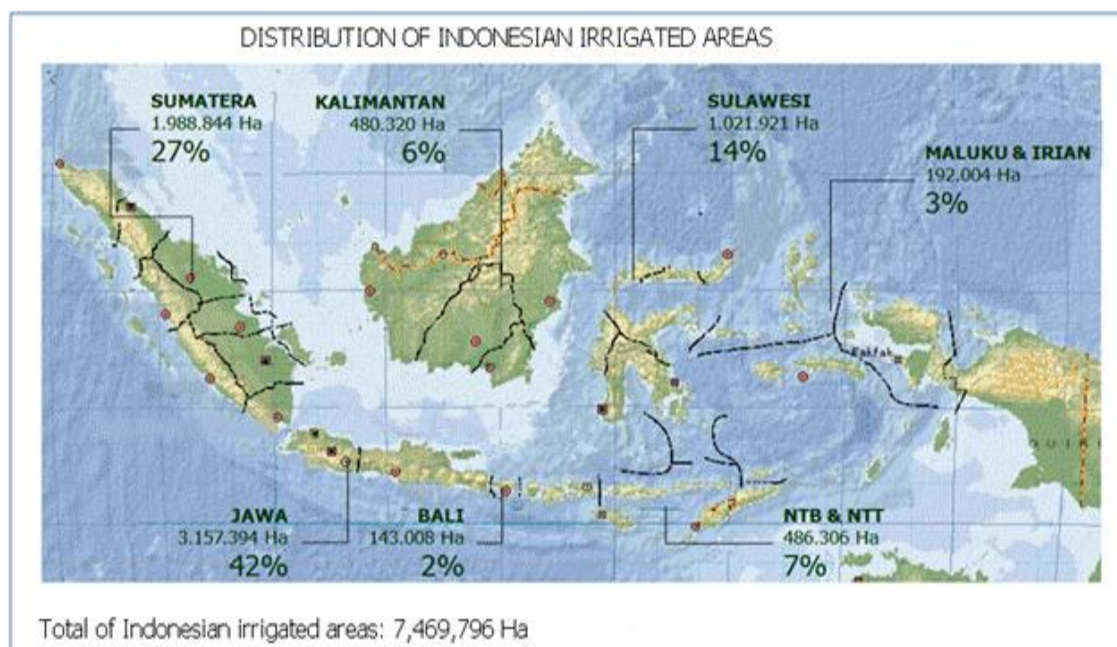 DISTRIBUTION OF INDONESIAN IRRIGATED AREAS
SUMATERA
1.988.844 Ha
27%
KALIMANTAN
480.320 Ha
6%
SULAWESI
1.021.921 Ha
14%
MALUKU & IRIAN
192.004 Ha
3%
Fakfak
JAWA
3.157.394 Ha
42%
BALI
143.008 Ha
2%
NTB & NTT
486.306 Ha
7%
Total of Indonesian irrigated areas: 7,469,796 Ha